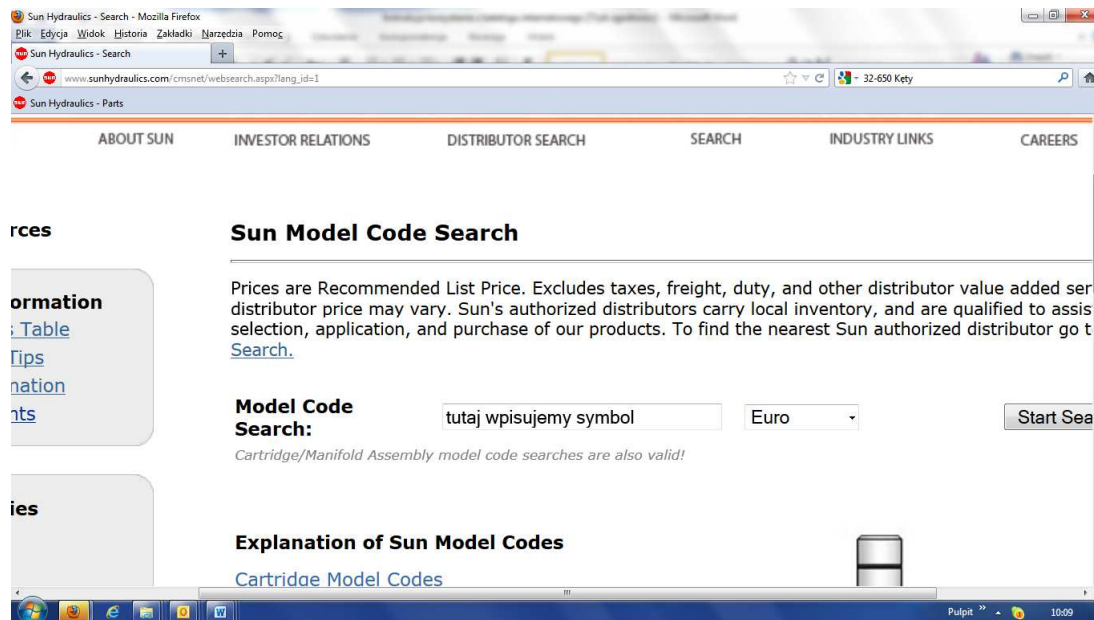 Sun Hydraulics - Search - Mozilla Firefox
Plik Edycja Widok Historia Zakładki Narzędzia Pomoc
Sun Hydraulics - Search +
www.sunhydraulics.com/cmsnet/websearch.aspx?lang_id=1 32-650 Kęty
Sun Hydraulics - Parts
ABOUT SUN INVESTOR RELATIONS DISTRIBUTOR SEARCH SEARCH INDUSTRY LINKS CAREERS
rces
Sun Model Code Search
Prices are Recommended List Price. Excludes taxes, freight, duty, and other distributor value added ser
distributor price may vary. Sun's authorized distributors carry local inventory, and are qualified to assis
selection, application, and purchase of our products. To find the nearest Sun authorized distributor go t
Search.
ormation
s Table
Tips
mation
nts
Model Code
Search:
tutaj wpisujemy symbol Euro Start Sea
Cartridge/Manifold Assembly model code searches are also valid!
ies
Explanation of Sun Model Codes
Cartridge Model Codes
Pulpit » 10:09